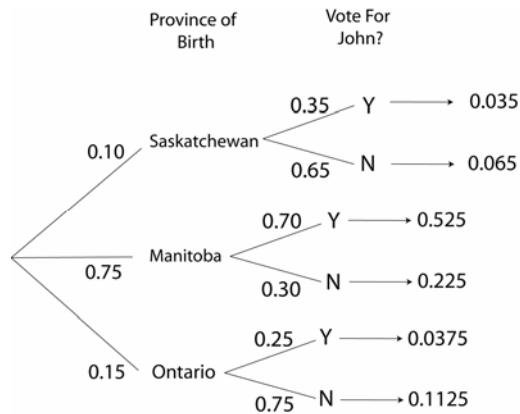 Province of
Birth
Vote For
John?
0.35
Y
0.035
0.10
Saskatchewan
0.65
N
0.065
0.70
Y
0.525
0.75
Manitoba
0.30
N
0.225
0.25
Y
0.0375
0.15
Ontario
0.75
N
0.1125